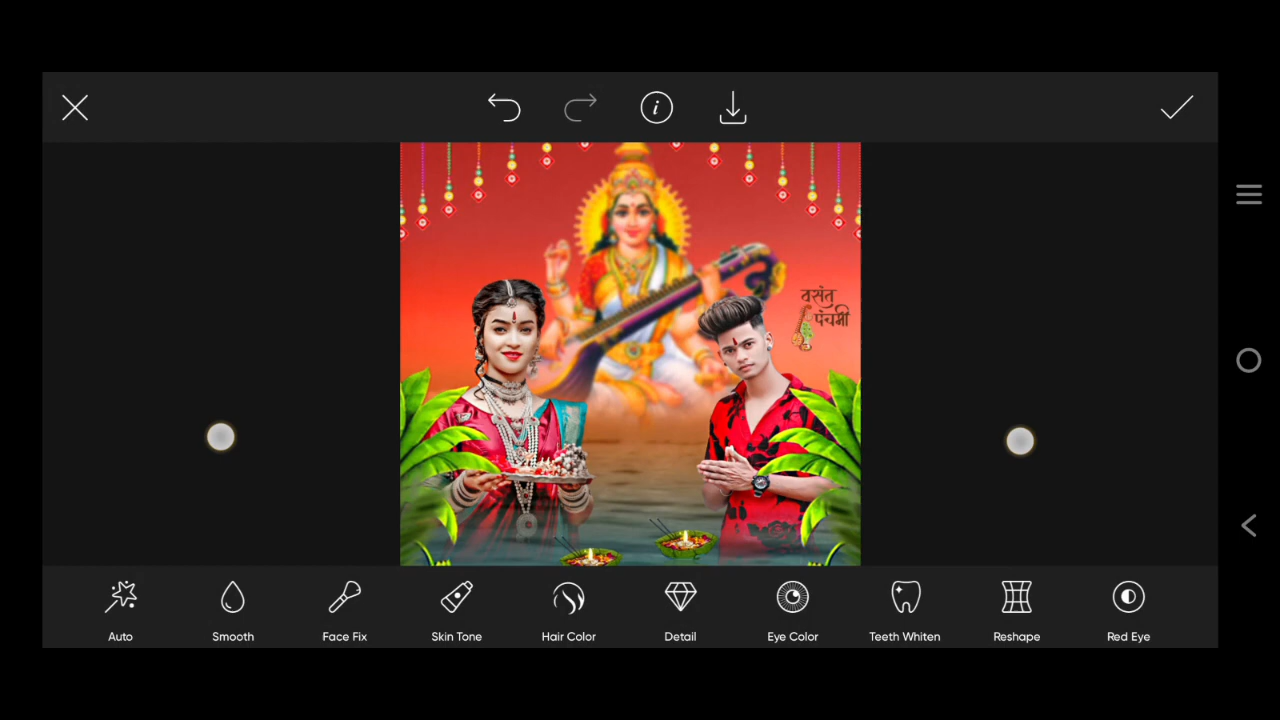 वसंत
पंचमी
Auto
Smooth
Face Fix
Skin Tone
Hair Color
Detail
Eye Color
Teeth Whiten
Reshape
Red Eye